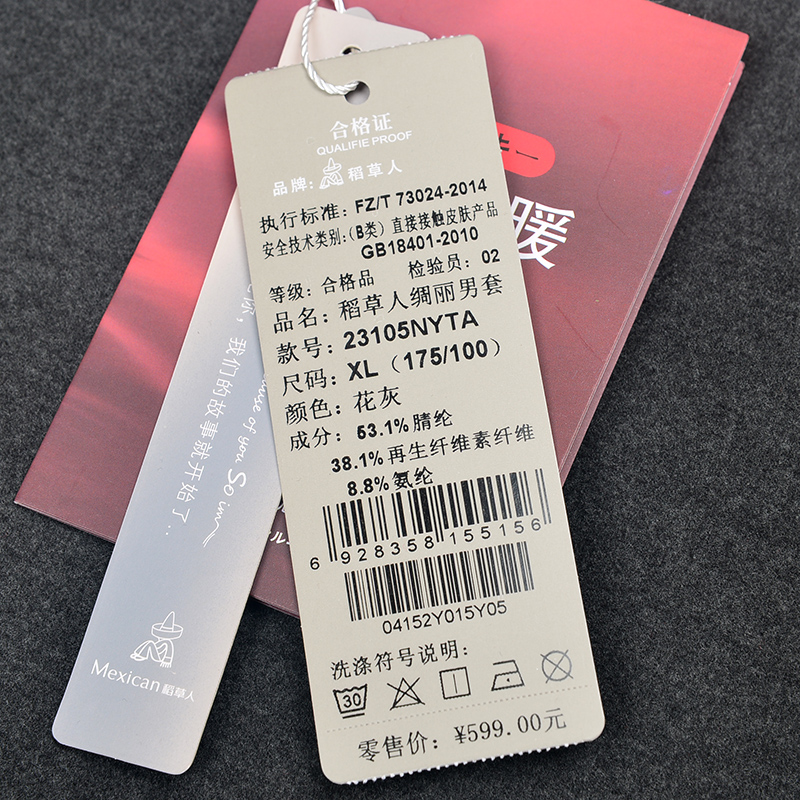 合格证
QUALIFIE PROOF
品牌: 稻草人
执行标准: FZ/T 73024-2014
安全技术类别:(B类) 直接接触皮肤产品
GB18401-2010
等级: 合格品 检验员: 02
品名: 稻草人绸丽男套
款号: 23105NYTA
尺码: XL（175/100）
颜色: 花灰
成分: 53.1% 腈纶
38.1% 再生纤维素纤维
8.8% 氨纶
6 928358 155156
04152Y015Y05
洗涤符号说明:
30
零售价: ¥599.00元
你，我们的故事就开始了..
use of you So im
Mexican 稻草人
暖